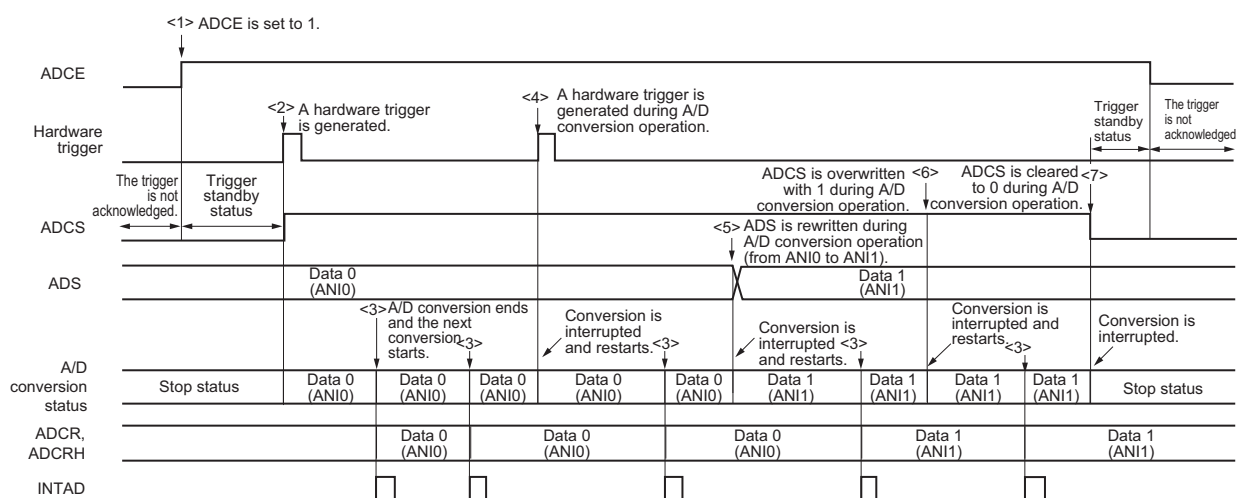 <1> ADCE is set to 1.
ADCE
<2> A hardware trigger
is generated.
<4> A hardware trigger is
generated during A/D
conversion operation.
Trigger
standby
status
The trigger
is not
acknowledged
Hardware
trigger
The trigger
is not
acknowledged.
Trigger
standby
status
ADCS is overwritten <6>
with 1 during A/D
conversion operation.
ADCS is cleared <7>
to 0 during A/D
conversion operation.
ADCS
<5> ADS is rewritten during
A/D conversion operation
(from ANI0 to ANI1).
ADS
Data 0
(ANI0)
Data 1
(ANI1)
<3> A/D conversion ends
and the next
conversion
starts.
<3>
Conversion is
interrupted
and restarts.
<3>
Conversion is
interrupted
and restarts.
<3>
Conversion is
interrupted and
restarts.
<3>
Conversion is
interrupted.
A/D
conversion
status
Stop status
Data 0
(ANI0)
Data 0
(ANI0)
Data 0
(ANI0)
Data 0
(ANI0)
Data 0
(ANI0)
Data 1
(ANI1)
Data 1
(ANI1)
Data 1
(ANI1)
Data 1
(ANI1)
Stop status
ADCR,
ADCRH
Data 0
(ANI0)
Data 0
(ANI0)
Data 0
(ANI0)
Data 1
(ANI1)
Data 1
(ANI1)
INTAD